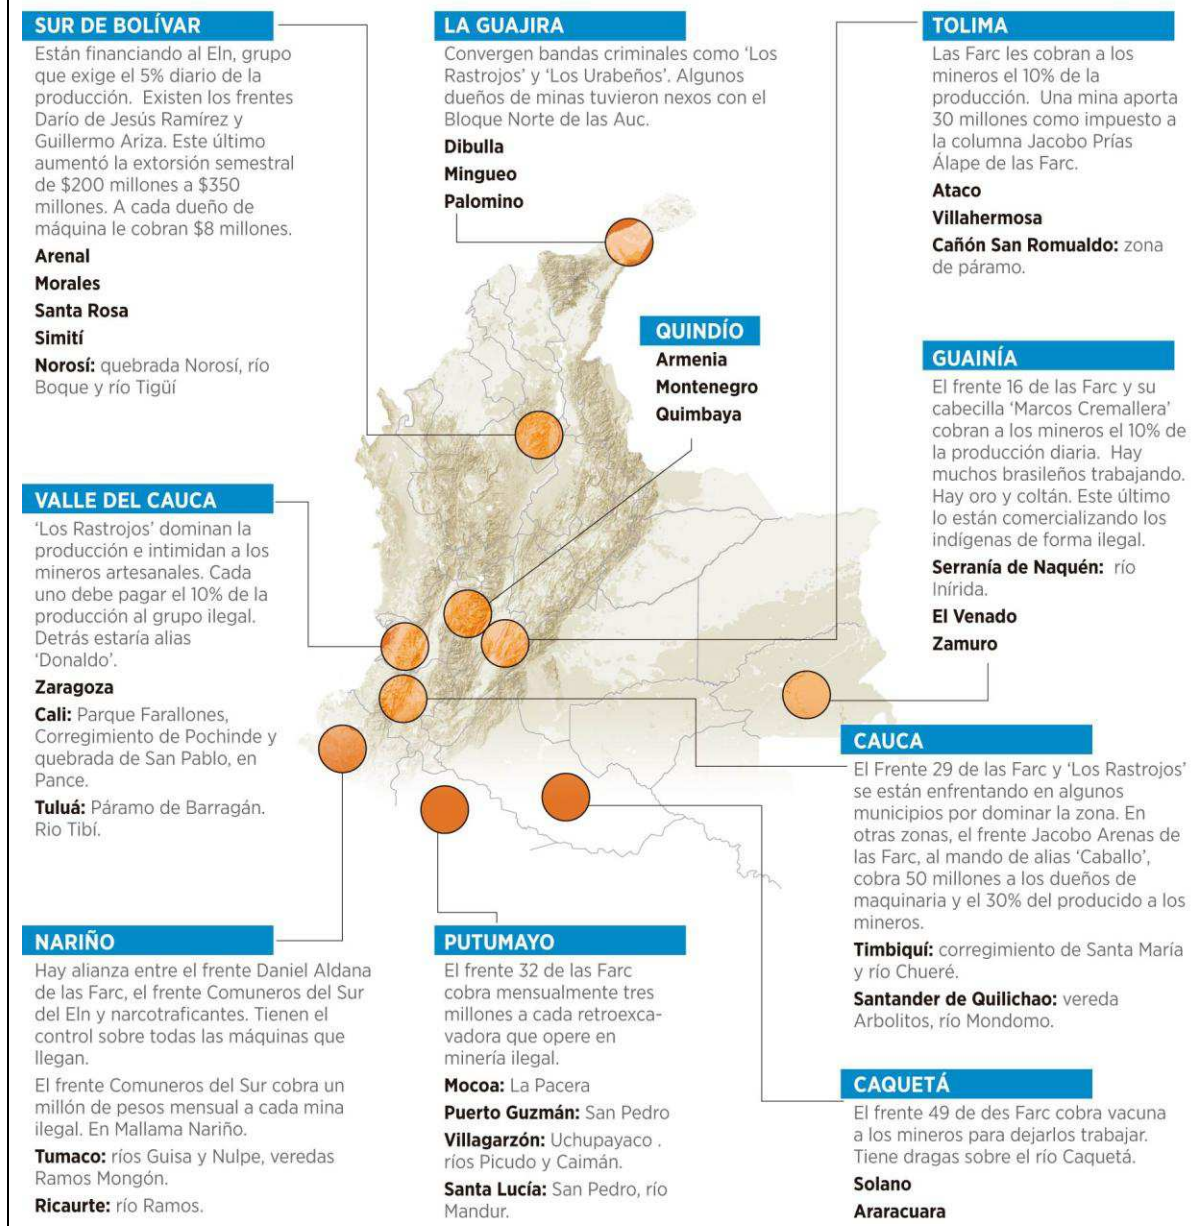 SUR DE BOLÍVAR
Están financiando al Eln, grupo
que exige el 5% diario de la
producción. Existen los frentes
Darío de Jesús Ramírez y
Guillermo Ariza. Este último
aumentó la extorsión semestral
de $200 millones a $350
millones. A cada dueño de
máquina le cobran $8 millones.
Arenal
Morales
Santa Rosa
Simití
Norosí: quebrada Norosí, río
Boque y río Tigüí
LA GUAJIRA
Convergen bandas criminales como ‘Los
Rastrojos’ y ‘Los Urabeños’. Algunos
dueños de minas tuvieron nexos con el
Bloque Norte de las Auc.
Dibulla
Mingueo
Palomino
TOLIMA
Las Farc les cobran a los
mineros el 10% de la
producción. Una mina aporta
30 millones como impuesto a
la columna Jacobo Prías
Álape de las Farc.
Ataco
Villahermosa
Cañón San Romualdo: zona
de páramo.
QUINDÍO
Armenia
Montenegro
Quimbaya
GUAINÍA
El frente 16 de las Farc y su
cabecilla ‘Marcos Cremallera’
cobran a los mineros el 10% de
la producción diaria. Hay
muchos brasileños trabajando.
Hay oro y coltán. Este último
lo están comercializando los
indígenas de forma ilegal.
Serranía de Naquén: río
Inírida.
El Venado
Zamuro
VALLE DEL CAUCA
‘Los Rastrojos’ dominan la
producción e intimidan a los
mineros artesanales. Cada
uno debe pagar el 10% de la
producción al grupo ilegal.
Detrás estaría alias
‘Donaldo’.
Zaragoza
Cali: Parque Farallones,
Corregimiento de Pochinde y
quebrada de San Pablo, en
Pance.
Tuluá: Páramo de Barragán.
Rio Tibí.
CAUCA
El Frente 29 de las Farc y ‘Los Rastrojos’
se están enfrentando en algunos
municipios por dominar la zona. En
otras zonas, el frente Jacobo Arenas de
las Farc, al mando de alias ‘Caballo’,
cobra 50 millones a los dueños de
maquinaria y el 30% del producido a los
mineros.
Timbiquí: corregimiento de Santa María
y río Chueré.
Santander de Quilichao: vereda
Arbolitos, río Mondomo.
NARIÑO
Hay alianza entre el frente Daniel Aldana
de las Farc, el frente Comuneros del Sur
del Eln y narcotraficantes. Tienen el
control sobre todas las máquinas que
llegan.
El frente Comuneros del Sur cobra un
millón de pesos mensual a cada mina
ilegal. En Mallama Nariño.
Tumaco: ríos Guisa y Nulpe, veredas
Ramos Mongón.
Ricaurte: río Ramos.
PUTUMAYO
El frente 32 de las Farc
cobra mensualmente tres
millones a cada retroexca-
vadora que opere en
minería ilegal.
Mocoa: La Pacera
Puerto Guzmán: San Pedro
Villagarzón: Uchupayaco .
ríos Picudo y Caimán.
Santa Lucía: San Pedro, río
Mandur.
CAQUETÁ
El frente 49 de des Farc cobra vacuna
a los mineros para dejarlos trabajar.
Tiene dragas sobre el río Caquetá.
Solano
Araracuara